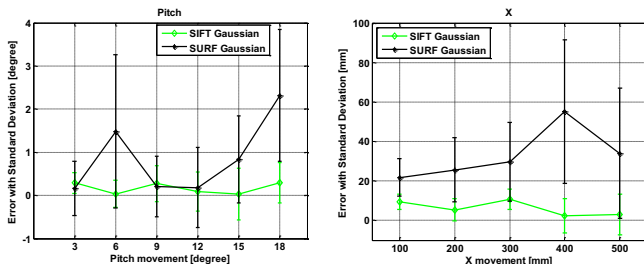 Pitch
SIFT Gaussian
SURF Gaussian
Error with Standard Deviation [degree]
4
3
2
1
0
-1
3 6 9 12 15 18
Pitch movement [degree]
X
SIFT Gaussian
SURF Gaussian
Error with Standard Deviation [mm]
100
80
60
40
20
0
100 200 300 400 500
X movement [mm]